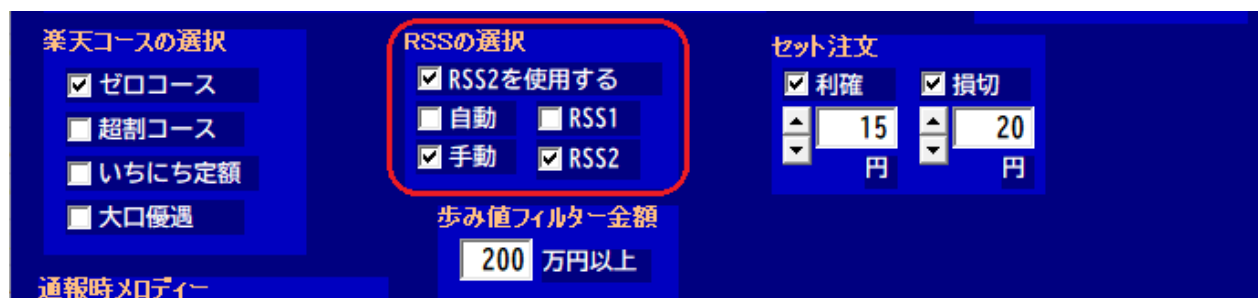 楽天コースの選択
ゼロコース
超割コース
いちにち定額
大口優遇
通報時メロディー
RSSの選択
RSS2を使用する
自動 RSS1
手動 RSS2
歩み値フィルター金額
200 万円以上
セット注文
利確 損切
15 20
円 円